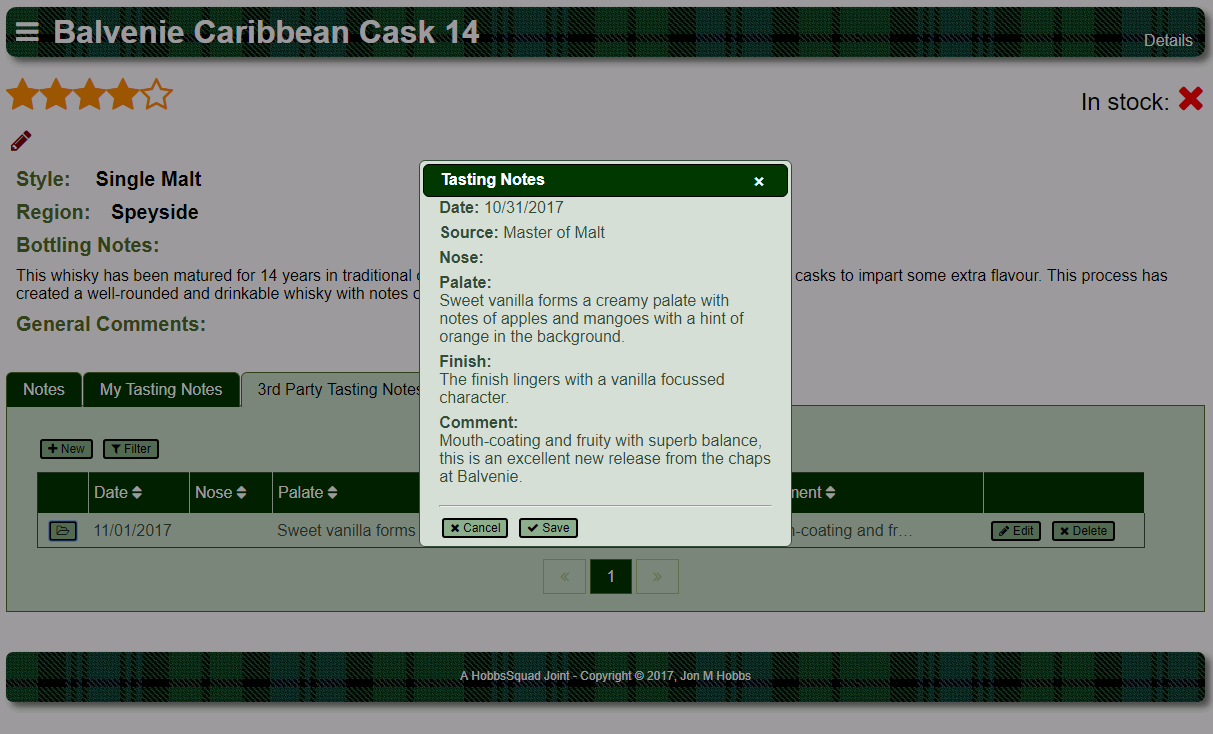 Balvenie Caribbean Cask 14
Details
In stock:
Style: Single Malt
Region: Speyside
Bottling Notes:
This whisky has been matured for 14 years in traditional casks to impart some extra flavour. This process has
created a well-rounded and drinkable whisky with notes
General Comments:
Notes
My Tasting Notes
3rd Party Tasting Notes
New
Filter
Date
Nose
Palate
11/01/2017
Sweet vanilla forms
-coating and fr…
Edit
Delete
«
1
»
Tasting Notes
Date: 10/31/2017
Source: Master of Malt
Nose:
Palate:
Sweet vanilla forms a creamy palate with
notes of apples and mangoes with a hint of
orange in the background.
Finish:
The finish lingers with a vanilla focussed
character.
Comment:
Mouth-coating and fruity with superb balance,
this is an excellent new release from the chaps
at Balvenie.
Cancel
Save
A HobbsSquad Joint - Copyright © 2017, Jon M Hobbs